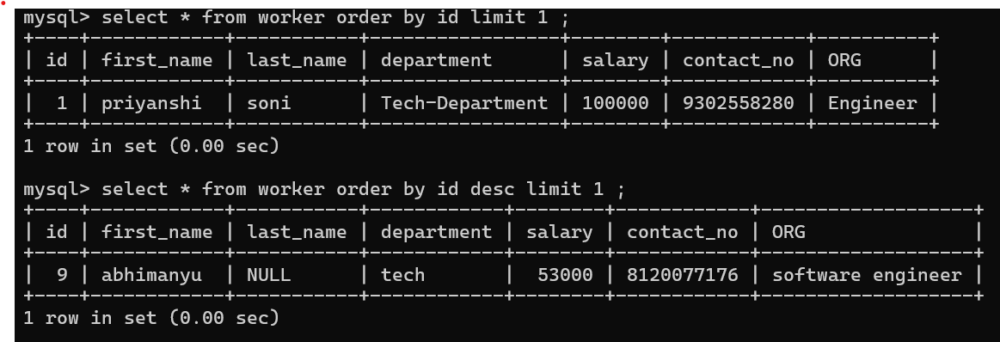 mysql> select * from worker order by id limit 1 ;
+----+------------+-----------+-----------------+--------+------------+----------+
| id | first_name | last_name | department      | salary | contact_no | ORG      |
+----+------------+-----------+-----------------+--------+------------+----------+
|  1 | priyanshi  | soni      | Tech-Department | 100000 | 9302558280 | Engineer |
+----+------------+-----------+-----------------+--------+------------+----------+
1 row in set (0.00 sec)
mysql> select * from worker order by id desc limit 1 ;
+----+------------+-----------+------------+--------+------------+-------------------+
| id | first_name | last_name | department | salary | contact_no | ORG               |
+----+------------+-----------+------------+--------+------------+-------------------+
|  9 | abhimanyu  | NULL      | tech       |  53000 | 8120077176 | software engineer |
+----+------------+-----------+------------+--------+------------+-------------------+
1 row in set (0.00 sec)